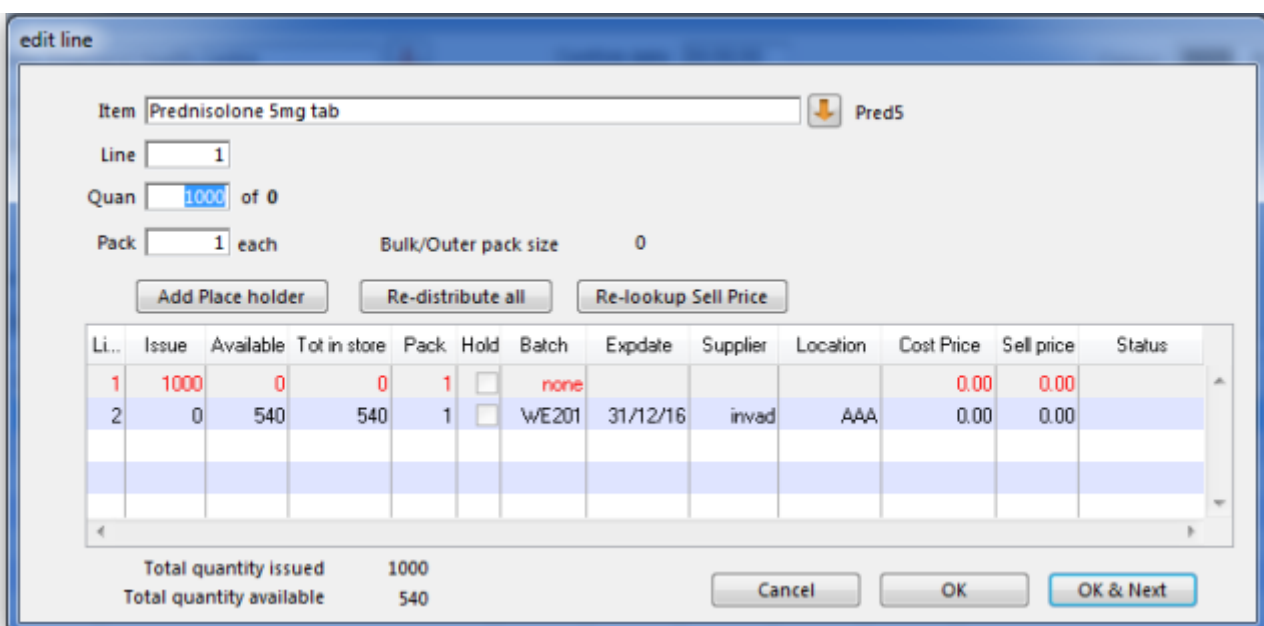 edit line
Item Prednisolone 5mg tab Pred5
Line 1
Quan 1000 of 0
Pack 1 each Bulk/Outer pack size 0
Add Place holder Re-distribute all Re-lookup Sell Price
Li... Issue Available Tot in store Pack Hold Batch Expdate Supplier Location Cost Price Sell price Status
1 1000 0 0 1 none 0.00 0.00
2 0 540 540 1 WE201 31/12/16 invad AAA 0.00 0.00
Total quantity issued 1000
Total quantity available 540
Cancel OK OK & Next